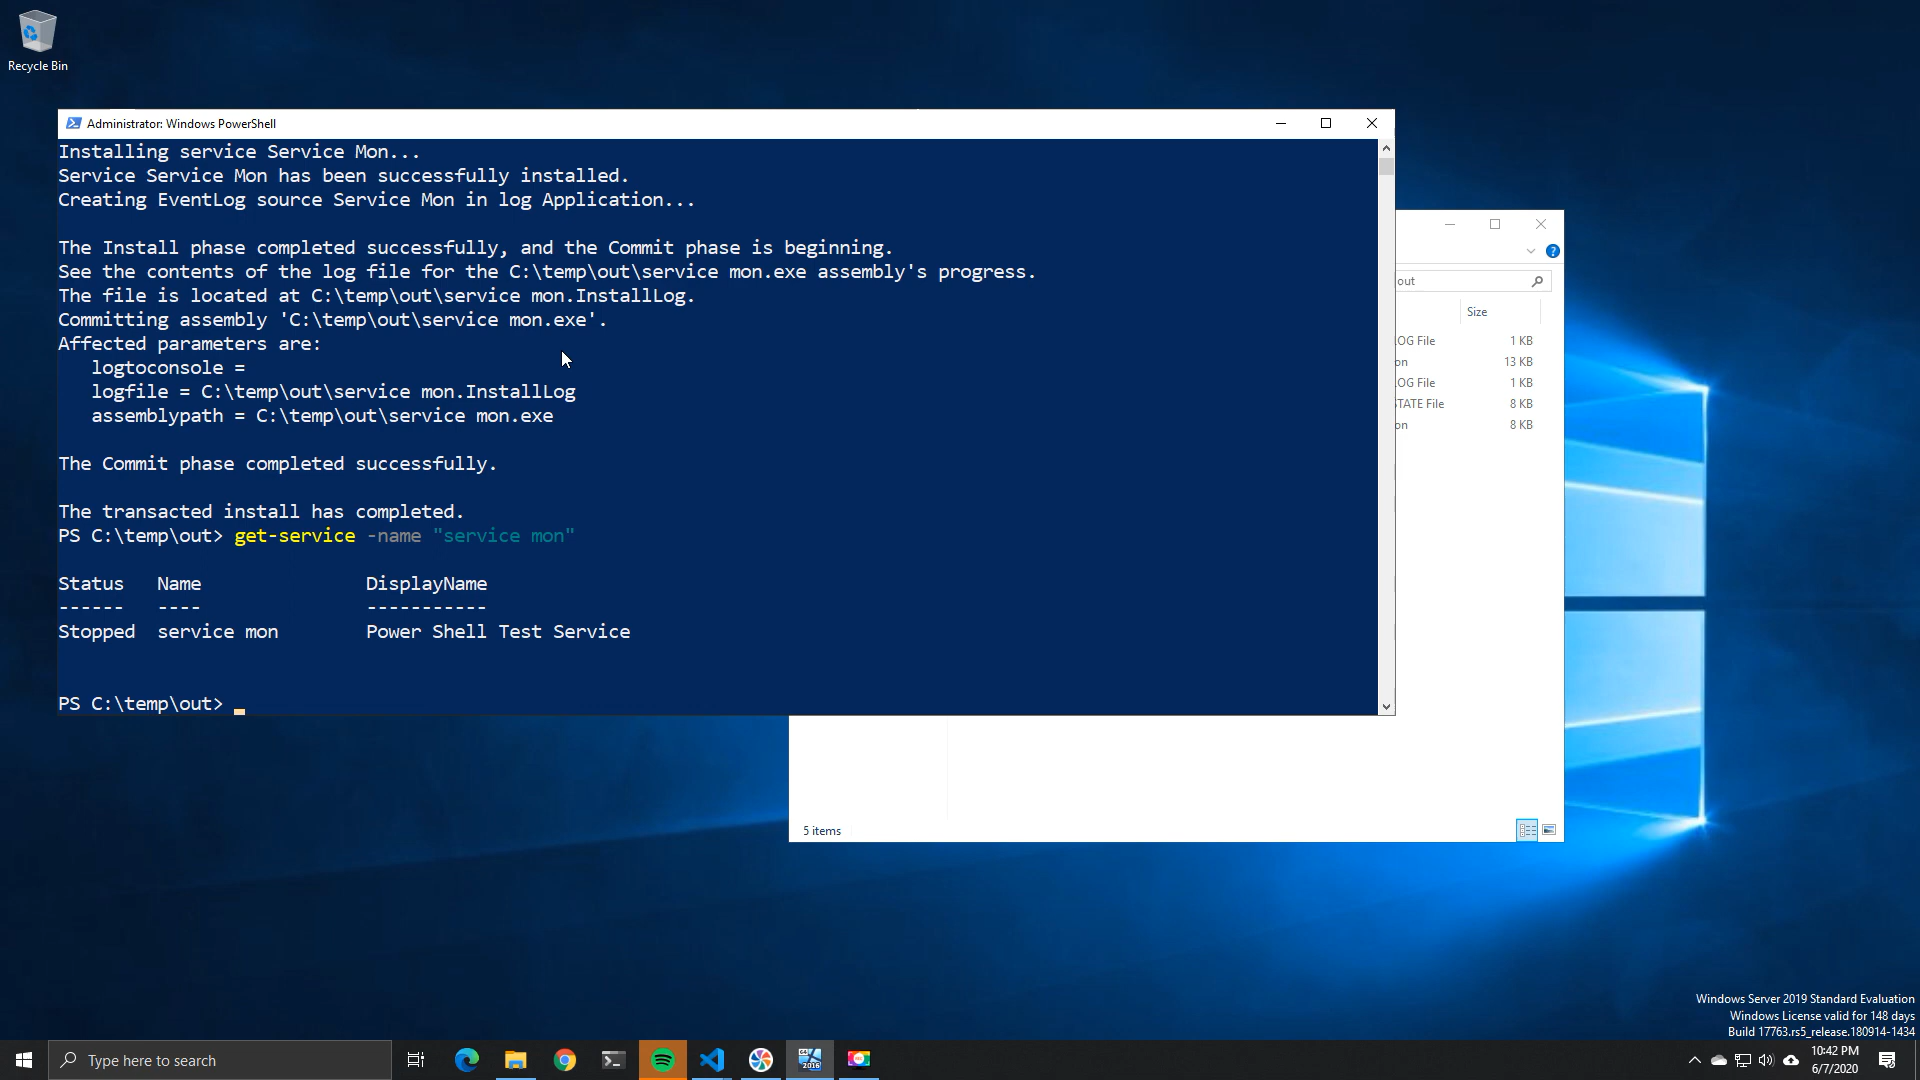 Recycle Bin
Administrator: Windows PowerShell
Installing service Service Mon...
Service Service Mon has been successfully installed.
Creating EventLog source Service Mon in log Application...
The Install phase completed successfully, and the Commit phase is beginning.
See the contents of the log file for the C:\temp\out\service mon.exe assembly's progress.
The file is located at C:\temp\out\service mon.InstallLog.
Committing assembly 'C:\temp\out\service mon.exe'.
Affected parameters are:
logtoconsole =
logfile = C:\temp\out\service mon.InstallLog
assemblypath = C:\temp\out\service mon.exe
The Commit phase completed successfully.
The transacted install has completed.
PS C:\temp\out> get-service -name "service mon"
Status Name DisplayName
------ ---- -----------
Stopped service mon Power Shell Test Service
PS C:\temp\out>
out
Size
OG File 1 KB
on 13 KB
OG File 1 KB
TATE File 8 KB
on 8 KB
5 items
Windows Server 2019 Standard Evaluation
Windows License valid for 148 days
Build 17763.rs5_release.180914-1434
Type here to search
2016
10:42 PM
6/7/2020